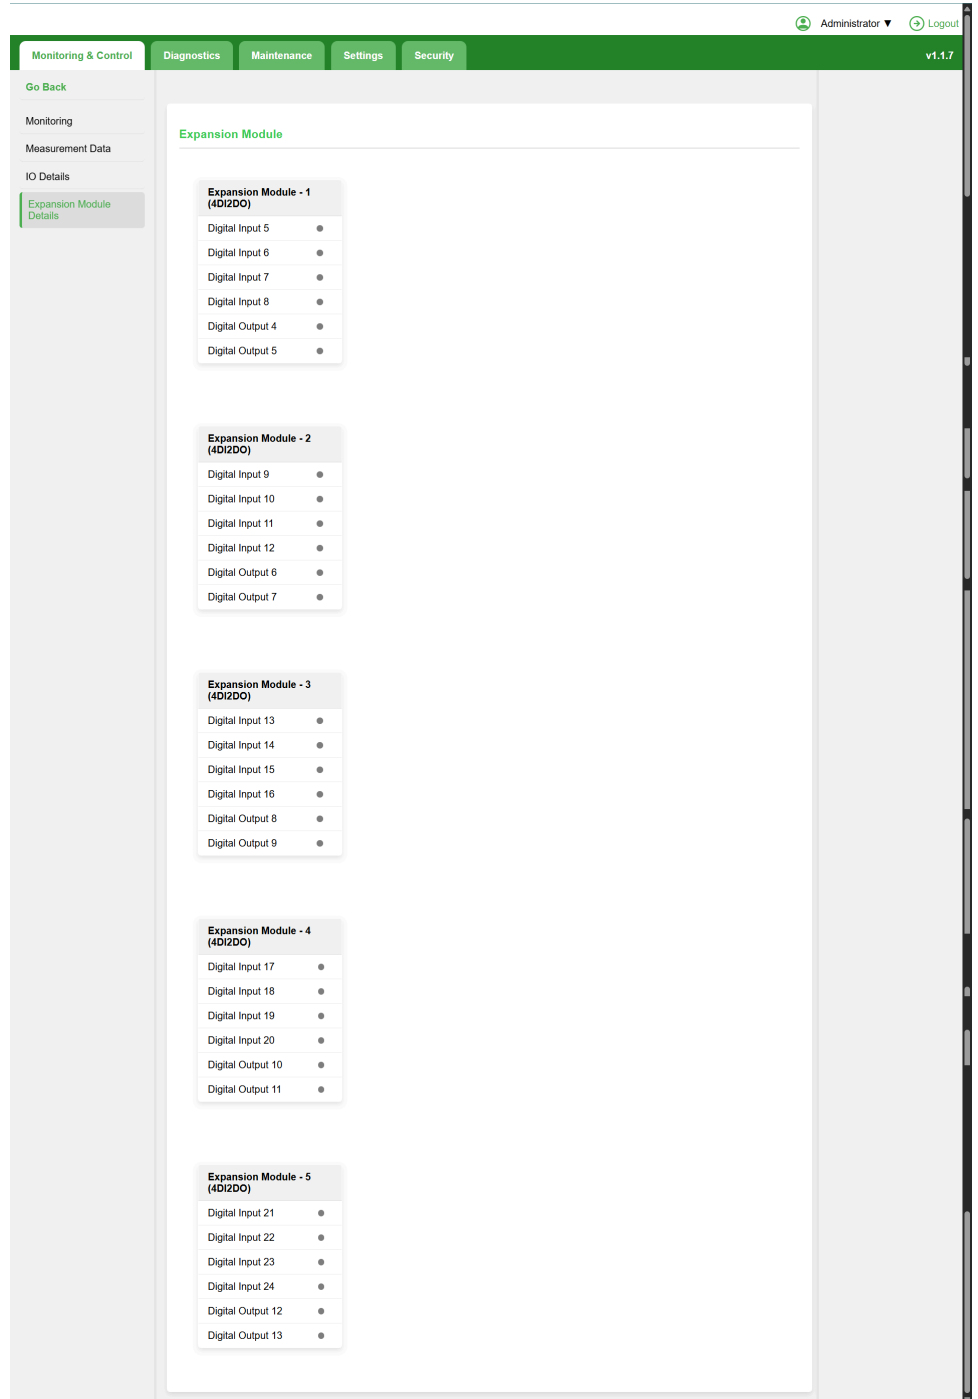 Administrator ▼ Logout
Monitoring & Control Diagnostics Maintenance Settings Security v1.1.7
Go Back
Monitoring
Measurement Data
IO Details
Expansion Module
Details
Expansion Module
Expansion Module - 1
(4DI2DO)
Digital Input 5
Digital Input 6
Digital Input 7
Digital Input 8
Digital Output 4
Digital Output 5
Expansion Module - 2
(4DI2DO)
Digital Input 9
Digital Input 10
Digital Input 11
Digital Input 12
Digital Output 6
Digital Output 7
Expansion Module - 3
(4DI2DO)
Digital Input 13
Digital Input 14
Digital Input 15
Digital Input 16
Digital Output 8
Digital Output 9
Expansion Module - 4
(4DI2DO)
Digital Input 17
Digital Input 18
Digital Input 19
Digital Input 20
Digital Output 10
Digital Output 11
Expansion Module - 5
(4DI2DO)
Digital Input 21
Digital Input 22
Digital Input 23
Digital Input 24
Digital Output 12
Digital Output 13